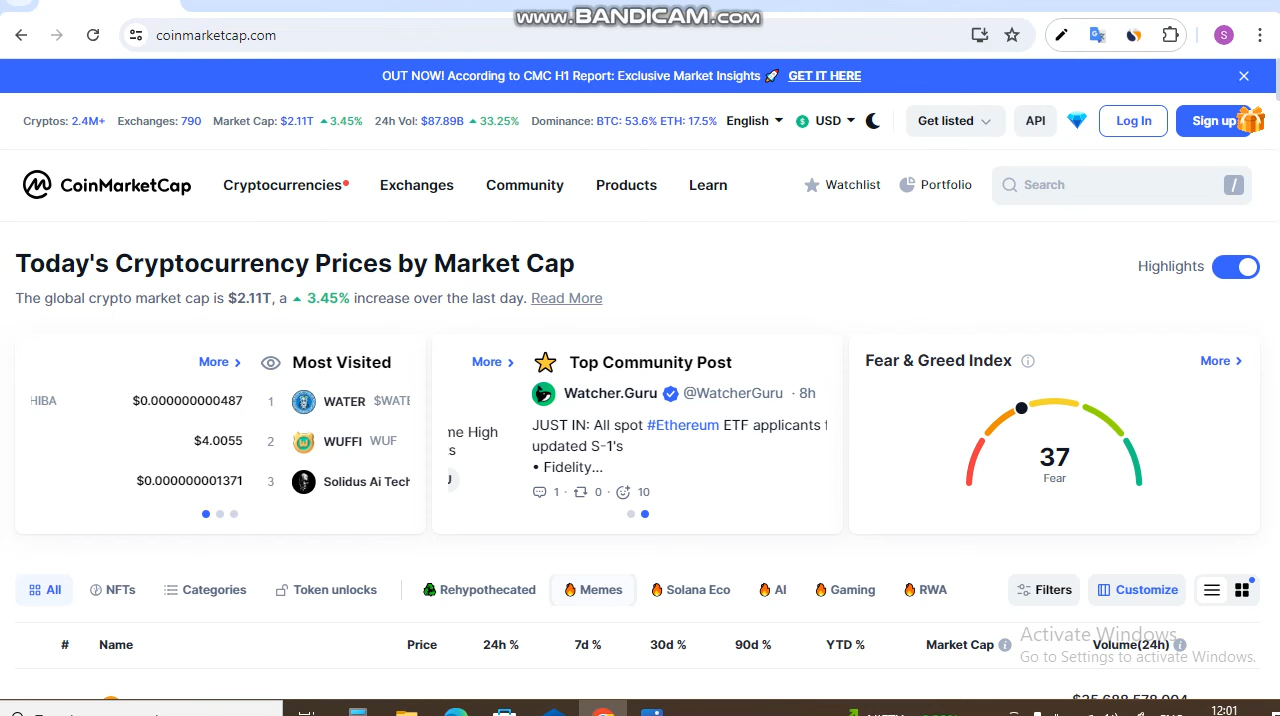 www.BANDICAM.com
coinmarketcap.com
S
OUT NOW! According to CMC H1 Report: Exclusive Market Insights 🚀 GET IT HERE
Cryptos: 2.4M+ Exchanges: 790 Market Cap: $2.11T 3.45% 24h Vol: $87.89B 33.25% Dominance: BTC: 53.6% ETH: 17.5% English USD Get listed API Log In Sign up
CoinMarketCap Cryptocurrencies Exchanges Community Products Learn Watchlist Portfolio Search /
Today's Cryptocurrency Prices by Market Cap
Highlights
The global crypto market cap is $2.11T, a 3.45% increase over the last day. Read More
More
HIBA $0.000000000487
$4.0055
$0.000000001371
Most Visited
1 WATER $WATE
2 WUFFI WUF
3 Solidus Ai Tech
More
me High
s
Top Community Post
Watcher.Guru @WatcherGuru · 8h
JUST IN: All spot #Ethereum ETF applicants
updated S-1's
• Fidelity...
1 · 0 · 10
Fear & Greed Index More
37
Fear
All NFTs Categories Token unlocks Rehypothecated Memes Solana Eco AI Gaming RWA Filters Customize
# Name Price 24h % 7d % 30d % 90d % YTD % Market Cap Volume(24h)
Activate Windows
Go to Settings to activate Windows.
12:01